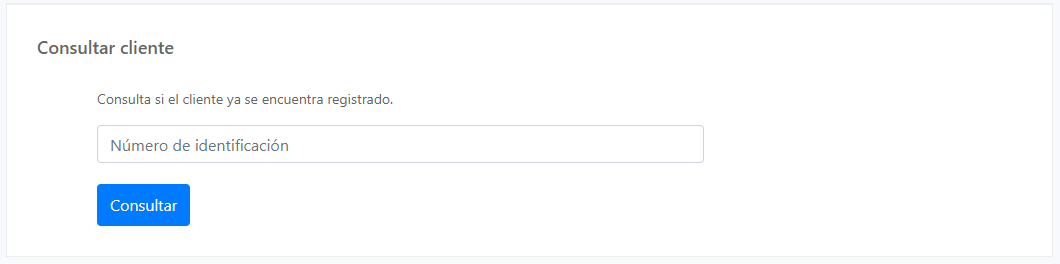 Consultar cliente
Consulta si el cliente ya se encuentra registrado.
Número de identificación
Consultar